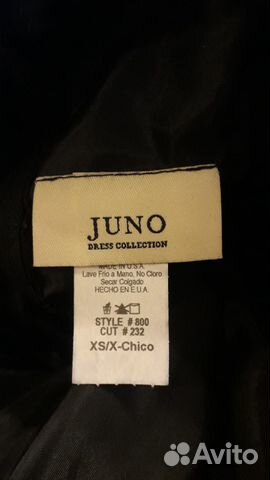 JUNO
DRESS COLLECTION
MADE IN U.S.A.
Lave Frio a Mano, No Cloro
Secar Colgado
HECHO EN E.U.A.
STYLE # 800
CUT # 232
XS/X-Chico
Avito